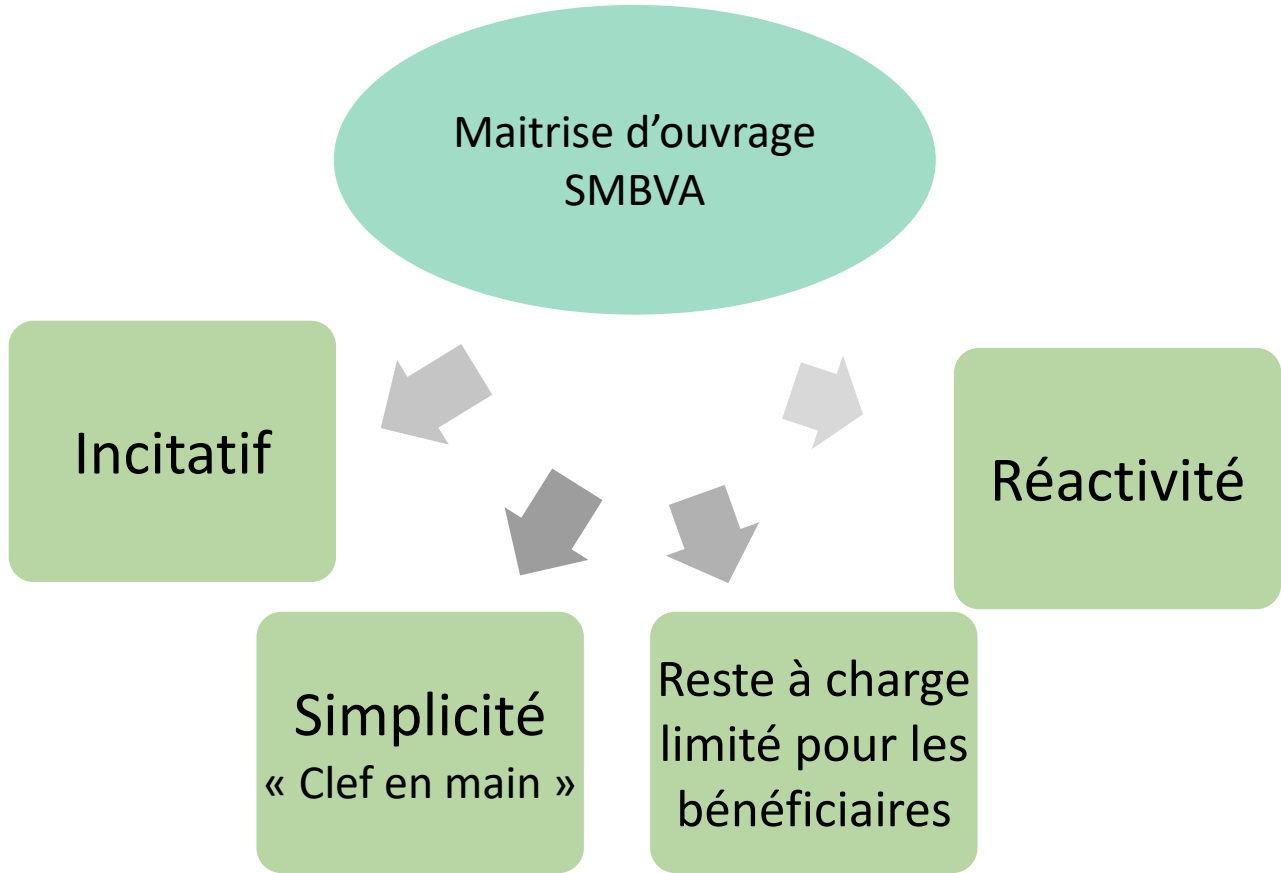 Maitrise d’ouvrage
SMBVA
Incitatif
Réactivité
Simplicité
« Clef en main »
Reste à charge
limité pour les
bénéficiaires